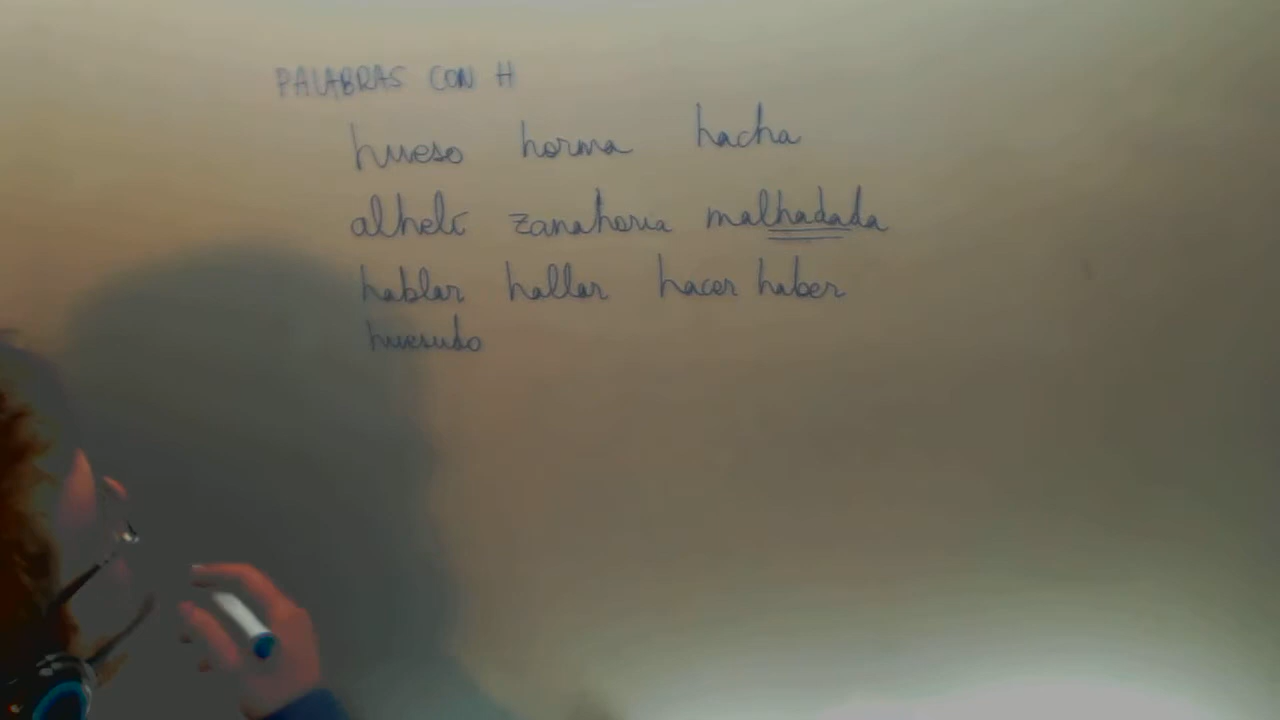 PALABRAS CON H
hueso horma hacha
alhelí zanahoria malhadada
hablar hallar hacer haber
huesudo